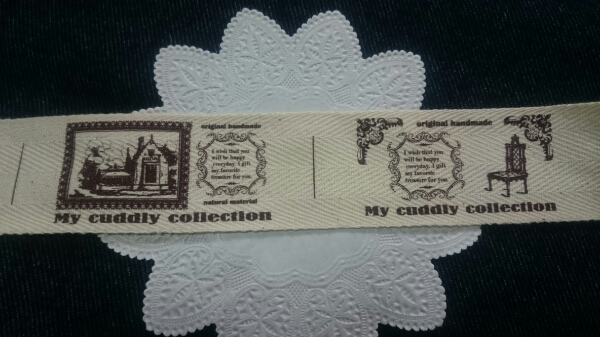 original handmade
I wish that you
will be happy
everyday. I gift
my favorite
treasure for you
natural material
My cuddly collection
original handmade
I wish that you
will be happy
everyday. I gift
my favorite
treasure for you
My cuddly collection